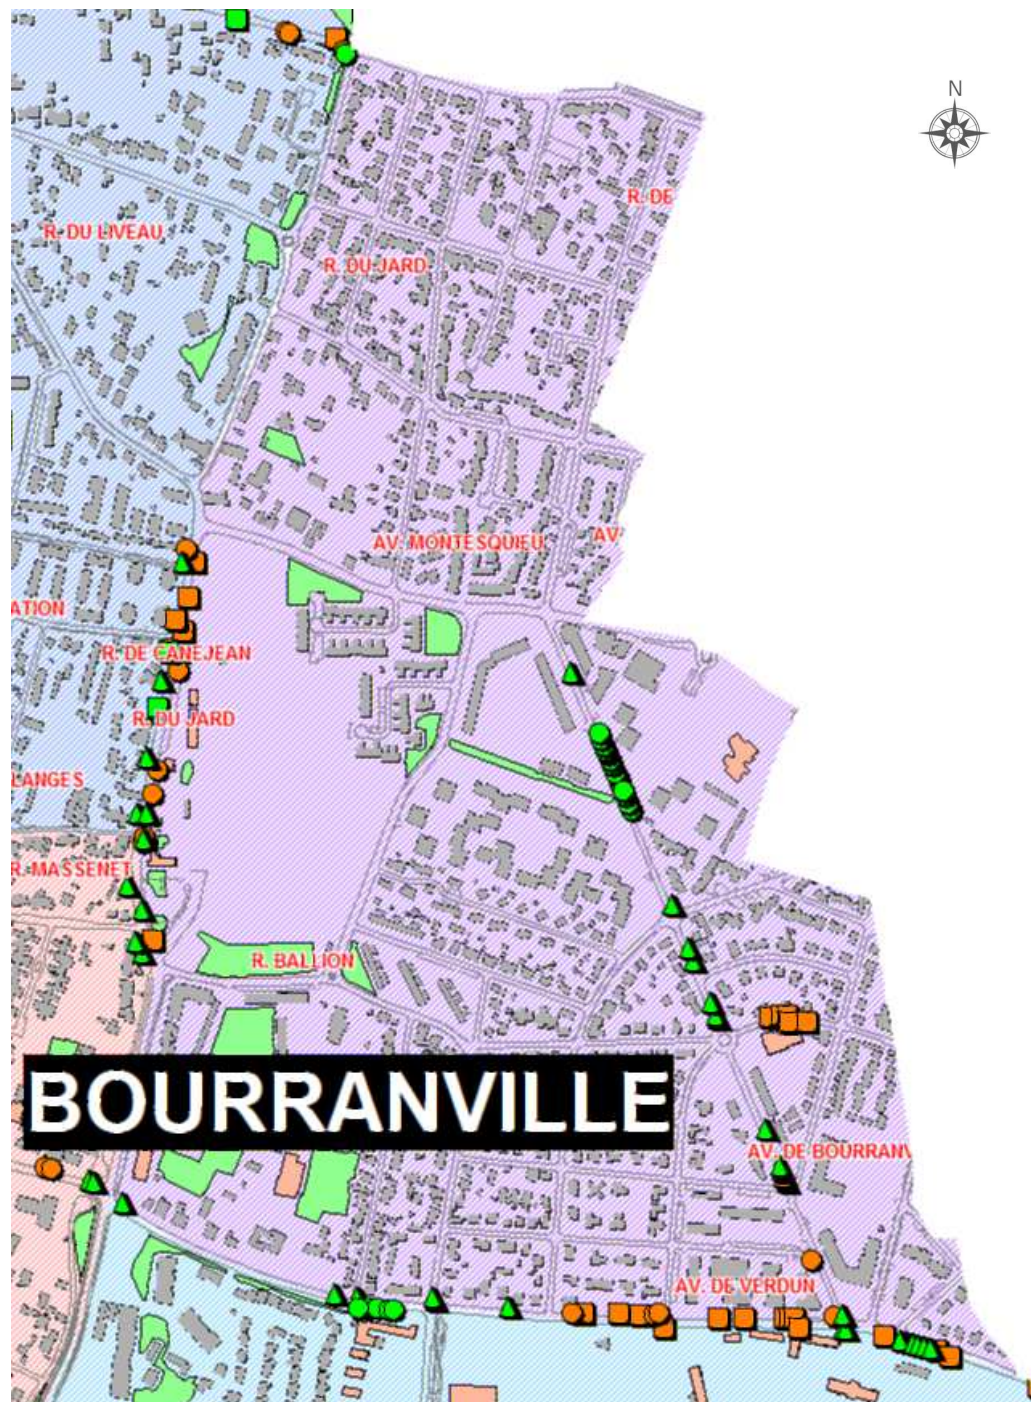 N
R. DE
R. DU LIVEAU
R. DU JARD
AV. MONTESQUIEU
AV
ATION
R. DE CANEJEAN
R. DU JARD
LANGES
R. MASSENET
R. BALLION
BOURRANVILLE
AV. DE BOURRANV
AV. DE VERDUN